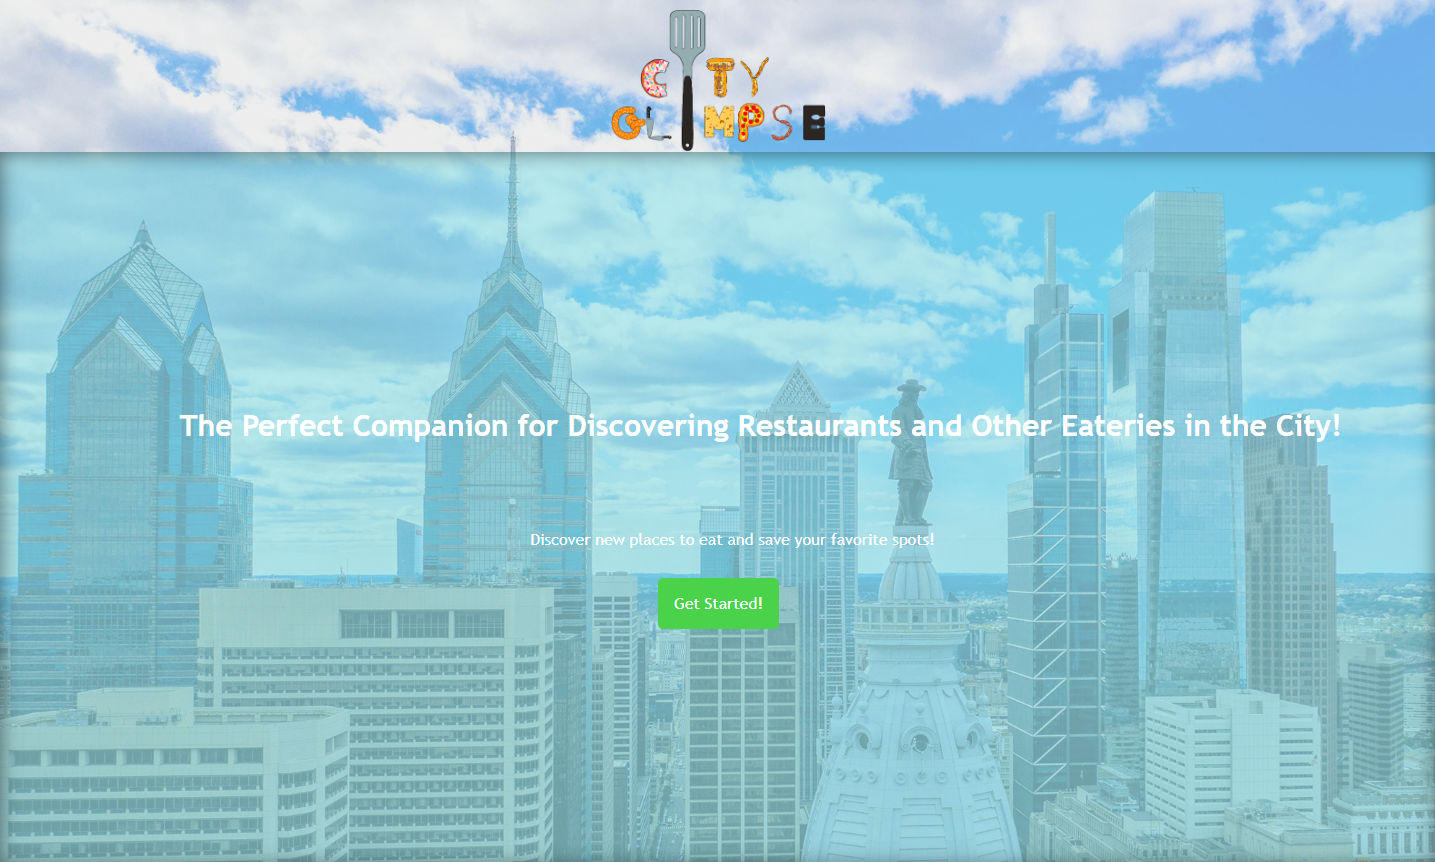 CITY
GLIMPSE
The Perfect Companion for Discovering Restaurants and Other Eateries in the City!
Discover new places to eat and save your favorite spots!
Get Started!